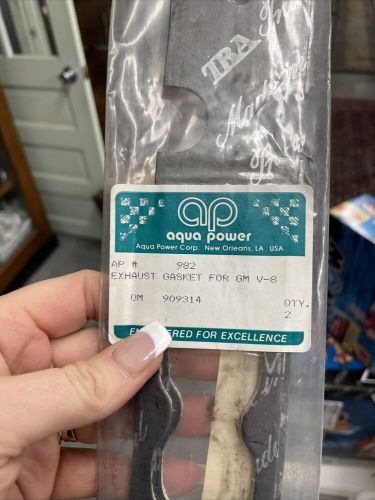 TRA
ap
aqua power
Aqua Power Corp. New Orleans, LA USA
AP # 982
EXHAUST GASKET FOR GM V-8
OM 909314 QTY.
2
FOR EXCELLENCE